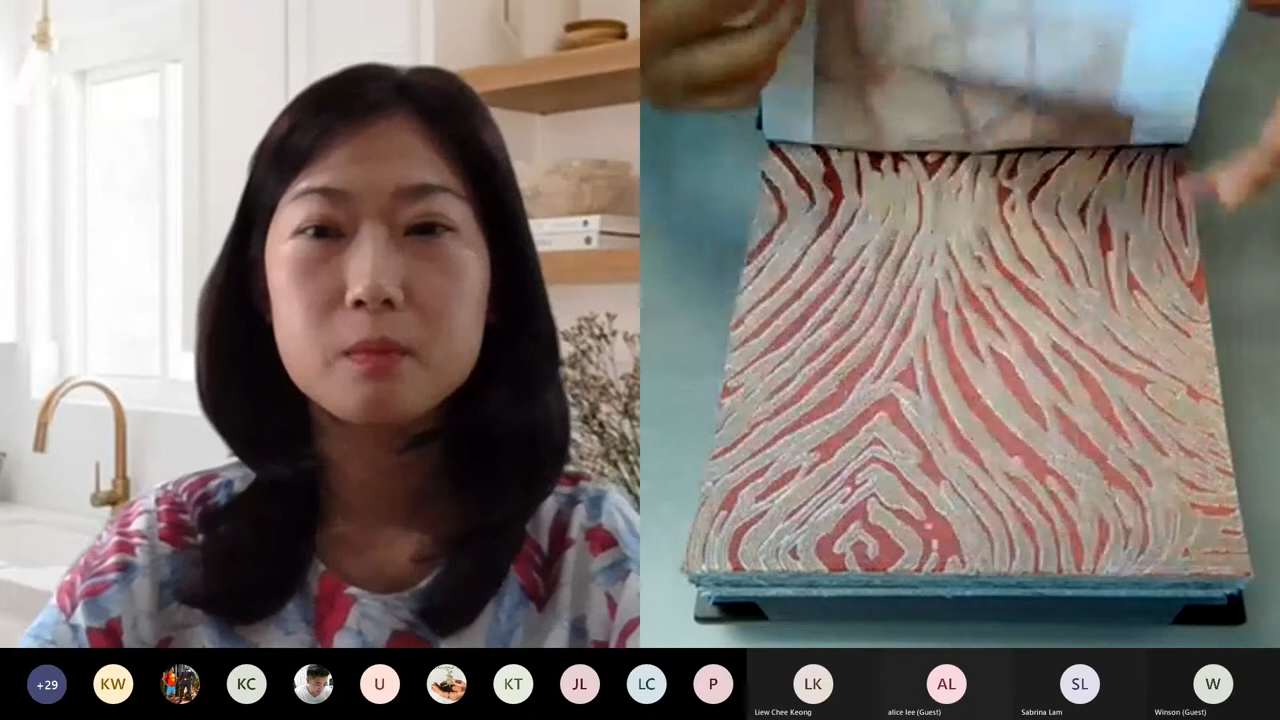 +29
KW
KC
U
KT
JL
LC
P
LK
AL
SL
W
Liew Chee Keong
alice lee (Guest)
Sabrina Lam
Winson (Guest)